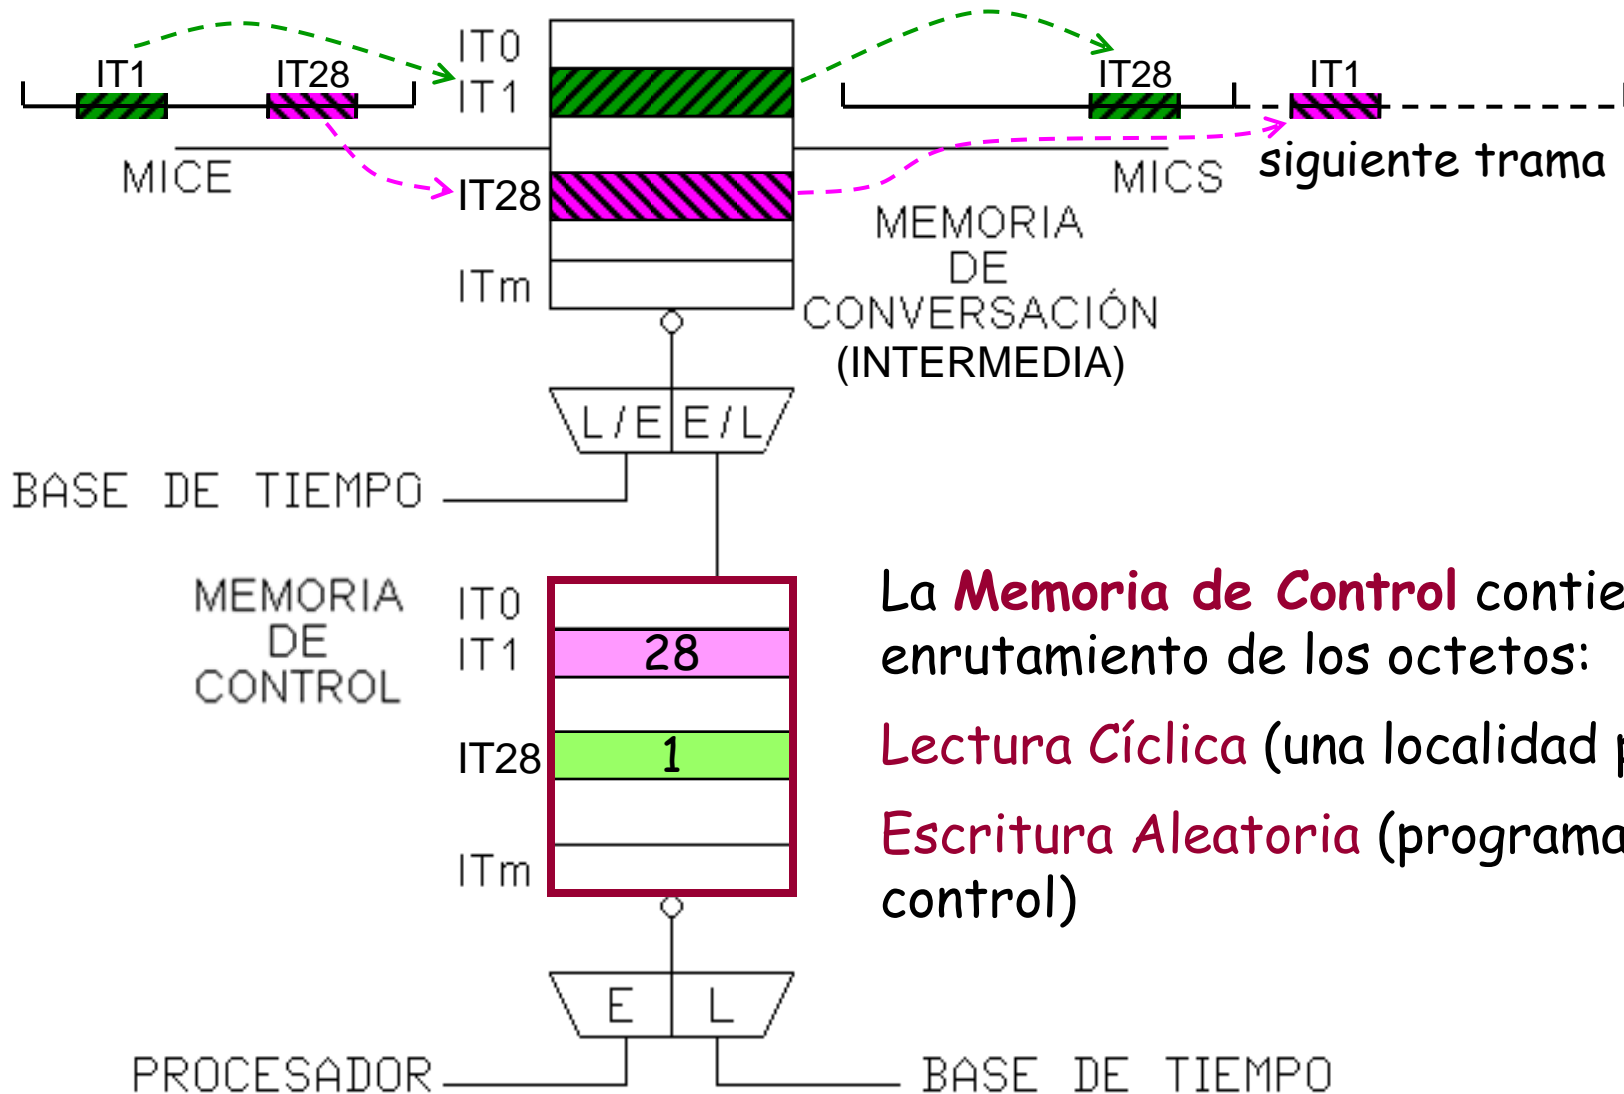 IT0
IT1
IT28
IT1
IT28
IT28
IT1
MICE
MICS
siguiente trama
ITm
MEMORIA
DE
CONVERSACIÓN
(INTERMEDIA)
L/E E/L
BASE DE TIEMPO
MEMORIA
DE
CONTROL
IT0
IT1
28
IT28
1
ITm
La Memoria de Control
enrutamiento de los octetos:
Lectura Cíclica (una localidad
Escritura Aleatoria
control)
E L
PROCESADOR
BASE DE TIEMPO